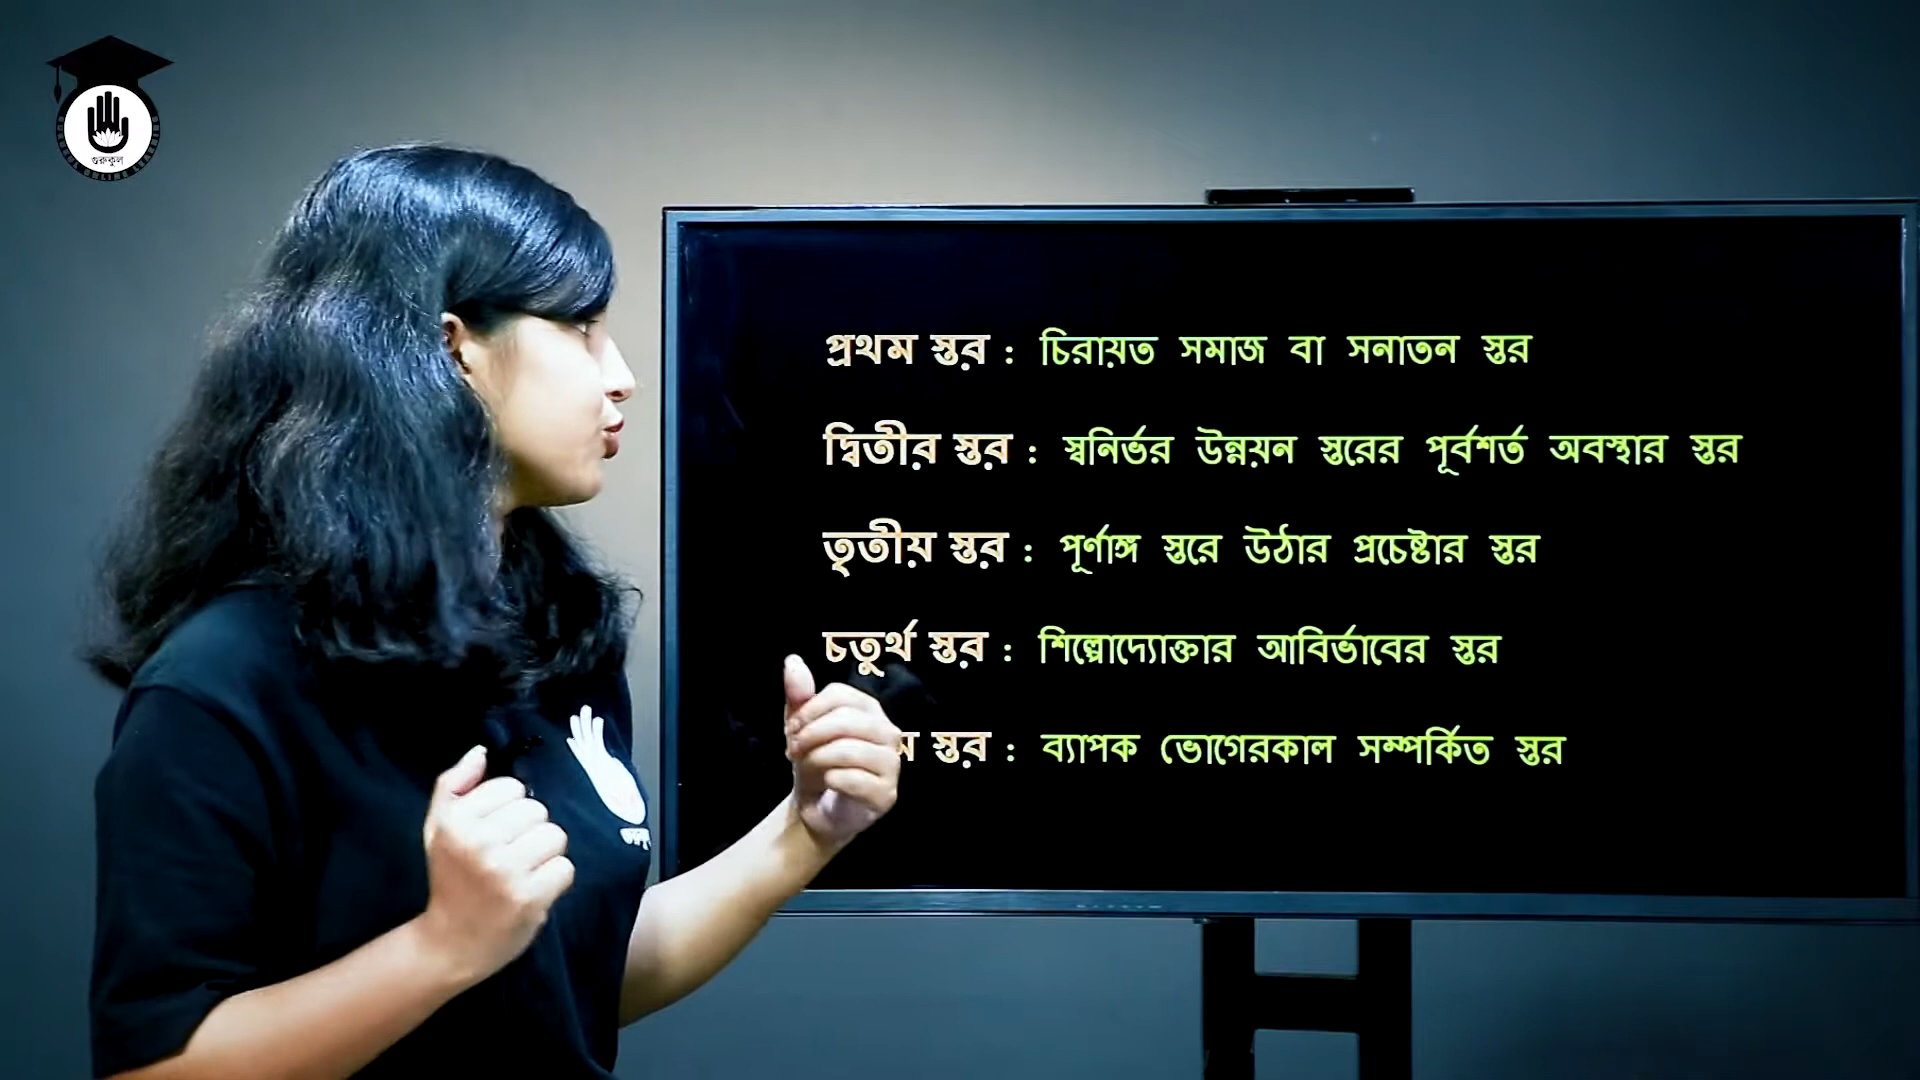 গুরুকুল
প্রথম স্তর : চিরায়ত সমাজ বা সনাতন স্তর
দ্বিতীর স্তর : স্বনির্ভর উন্নয়ন স্তরের পূর্বশর্ত অবস্থার স্তর
তৃতীয় স্তর : পূর্ণাঙ্গ স্তরে উঠার প্রচেষ্টার স্তর
চতুর্থ স্তর : শিল্পোদ্যোক্তার আবির্ভাবের স্তর
স্তর : ব্যাপক ভোগেরকাল সম্পর্কিত স্তর